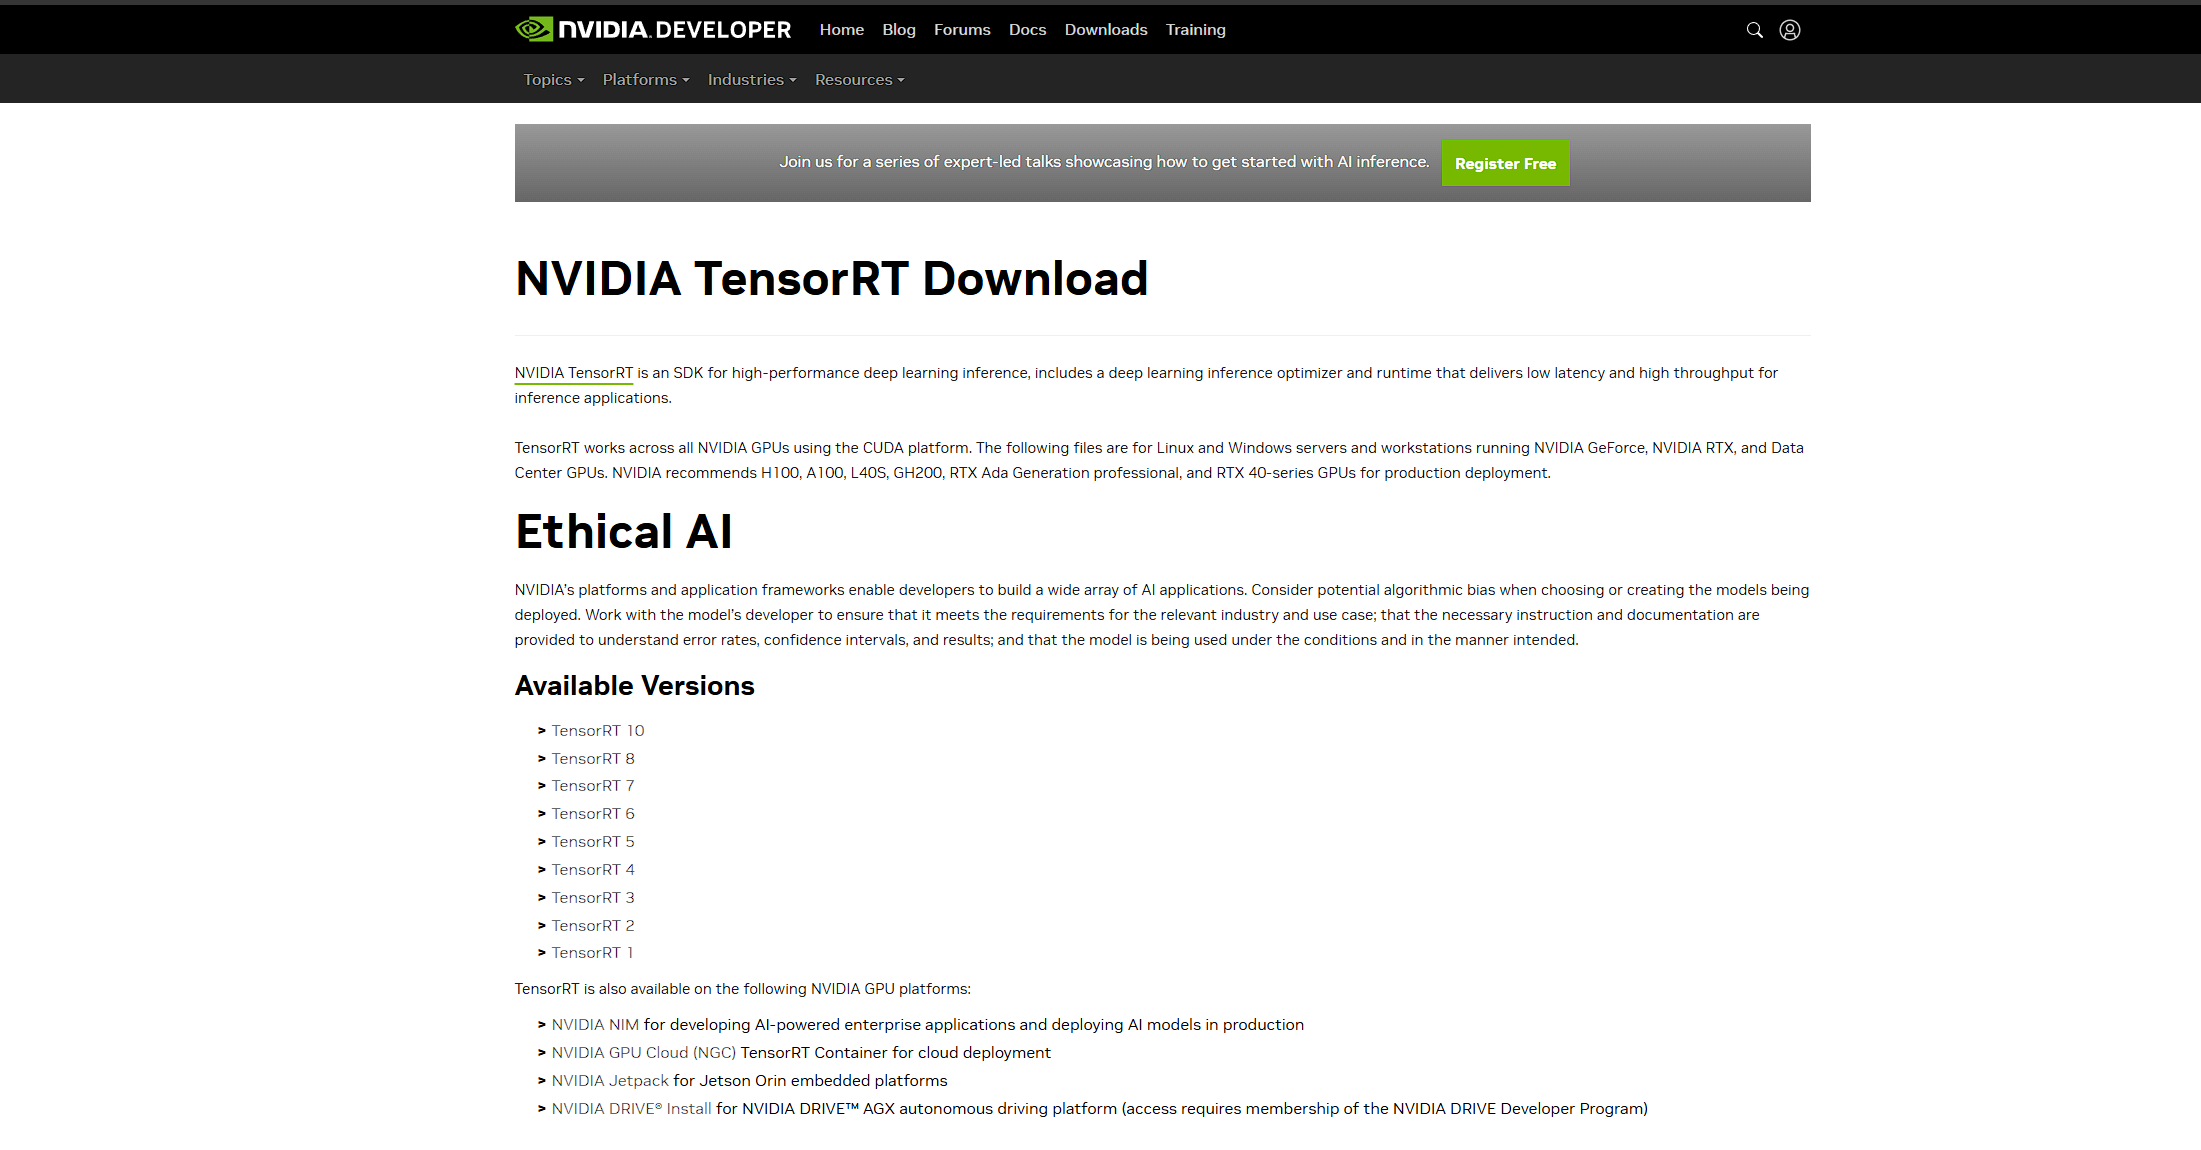 NVIDIA. DEVELOPER Home Blog Forums Docs Downloads Training
Topics Platforms Industries Resources
Join us for a series of expert-led talks showcasing how to get started with AI inference. Register Free
NVIDIA TensorRT Download
NVIDIA TensorRT is an SDK for high-performance deep learning inference, includes a deep learning inference optimizer and runtime that delivers low latency and high throughput for
inference applications.
TensorRT works across all NVIDIA GPUs using the CUDA platform. The following files are for Linux and Windows servers and workstations running NVIDIA GeForce, NVIDIA RTX, and Data
Center GPUs. NVIDIA recommends H100, A100, L40S, GH200, RTX Ada Generation professional, and RTX 40-series GPUs for production deployment.
Ethical AI
NVIDIA’s platforms and application frameworks enable developers to build a wide array of AI applications. Consider potential algorithmic bias when choosing or creating the models being
deployed. Work with the model’s developer to ensure that it meets the requirements for the relevant industry and use case; that the necessary instruction and documentation are
provided to understand error rates, confidence intervals, and results; and that the model is being used under the conditions and in the manner intended.
Available Versions
> TensorRT 10
> TensorRT 8
> TensorRT 7
> TensorRT 6
> TensorRT 5
> TensorRT 4
> TensorRT 3
> TensorRT 2
> TensorRT 1
TensorRT is also available on the following NVIDIA GPU platforms:
> NVIDIA NIM for developing AI-powered enterprise applications and deploying AI models in production
> NVIDIA GPU Cloud (NGC) TensorRT Container for cloud deployment
> NVIDIA Jetpack for Jetson Orin embedded platforms
> NVIDIA DRIVE® Install for NVIDIA DRIVE™ AGX autonomous driving platform (access requires membership of the NVIDIA DRIVE Developer Program)